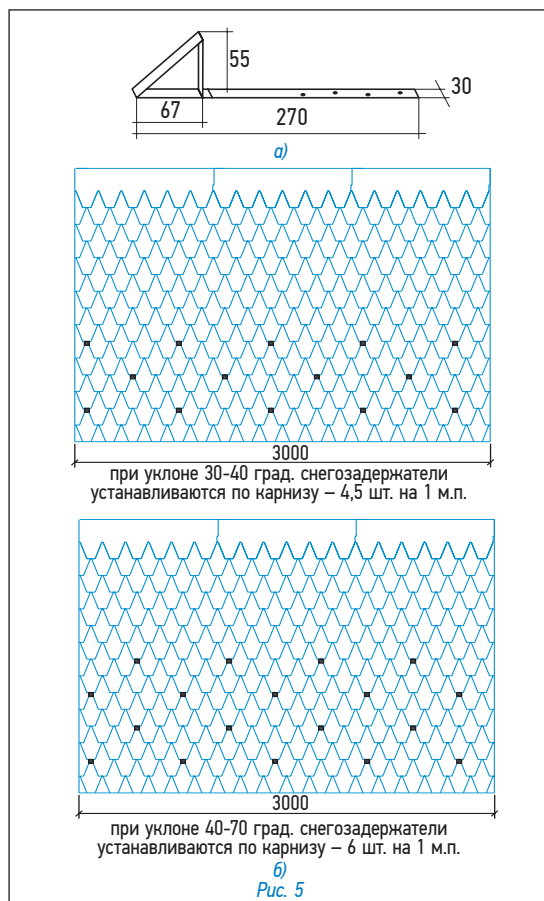 55
30
67
270
а)
3000
при уклоне 30-40 град. снегозадержатели
устанавливаются по карнизу – 4,5 шт. на 1 м.п.
3000
при уклоне 40-70 град. снегозадержатели
устанавливаются по карнизу – 6 шт. на 1 м.п.
б)
Рис. 5